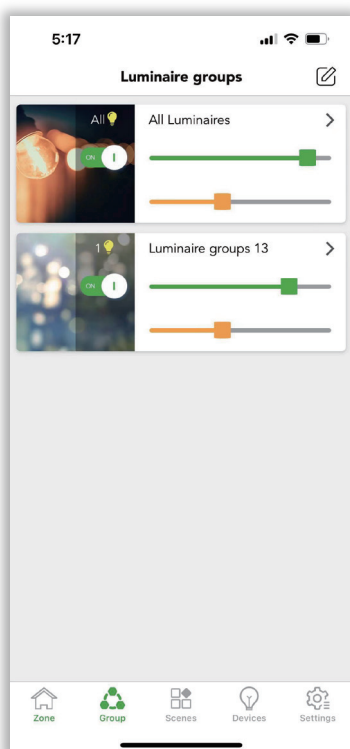 5:17
Luminaire groups
All
All Luminaires
ON
1
Luminaire groups 13
ON
Zone
Group
Scenes
Devices
Settings